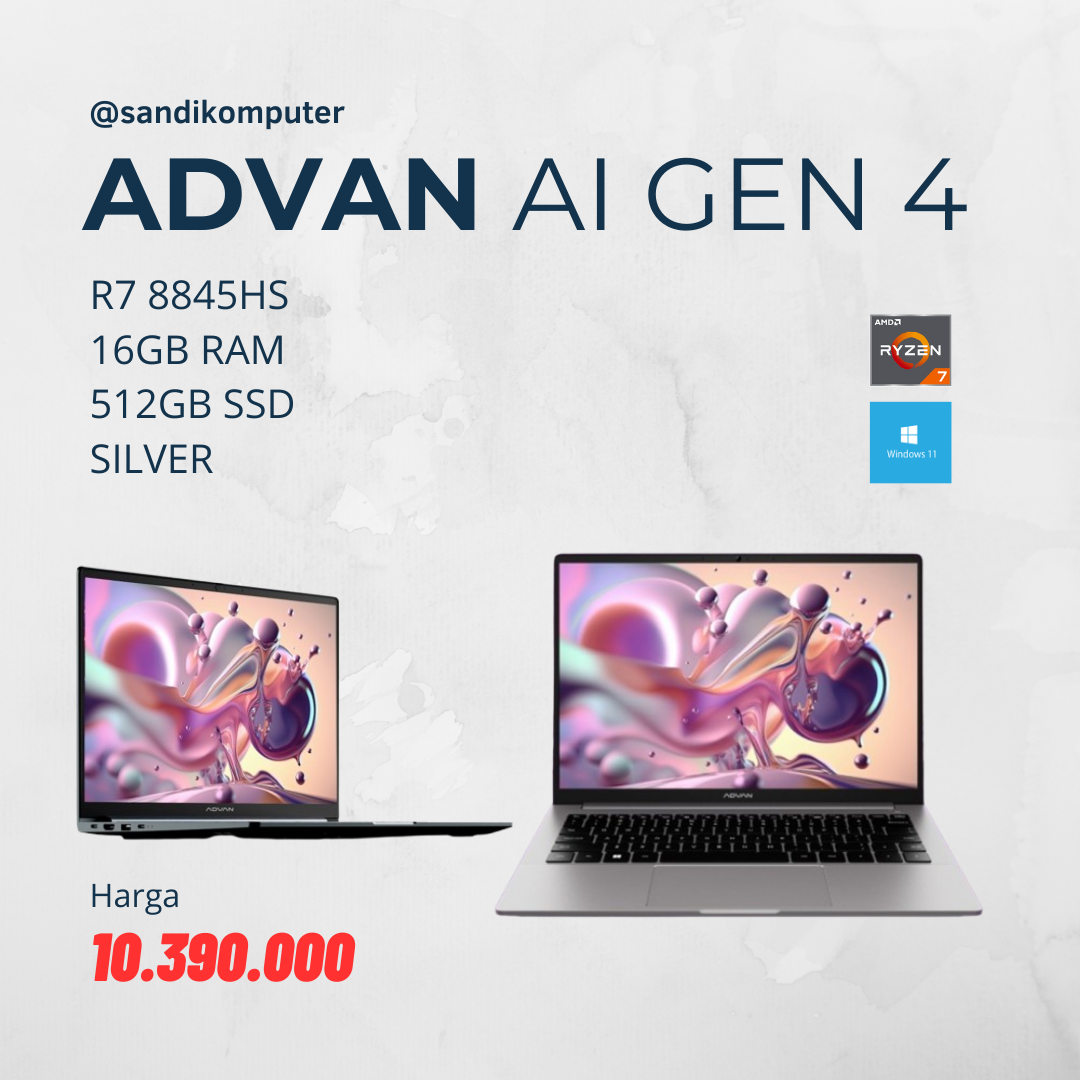 @sandikomputer
ADVAN AI GEN 4
R7 8845HS
16GB RAM
512GB SSD
SILVER
AMD
RYZEN
7
Windows 11
ADVAN
ADVAN
Harga
10.390.000